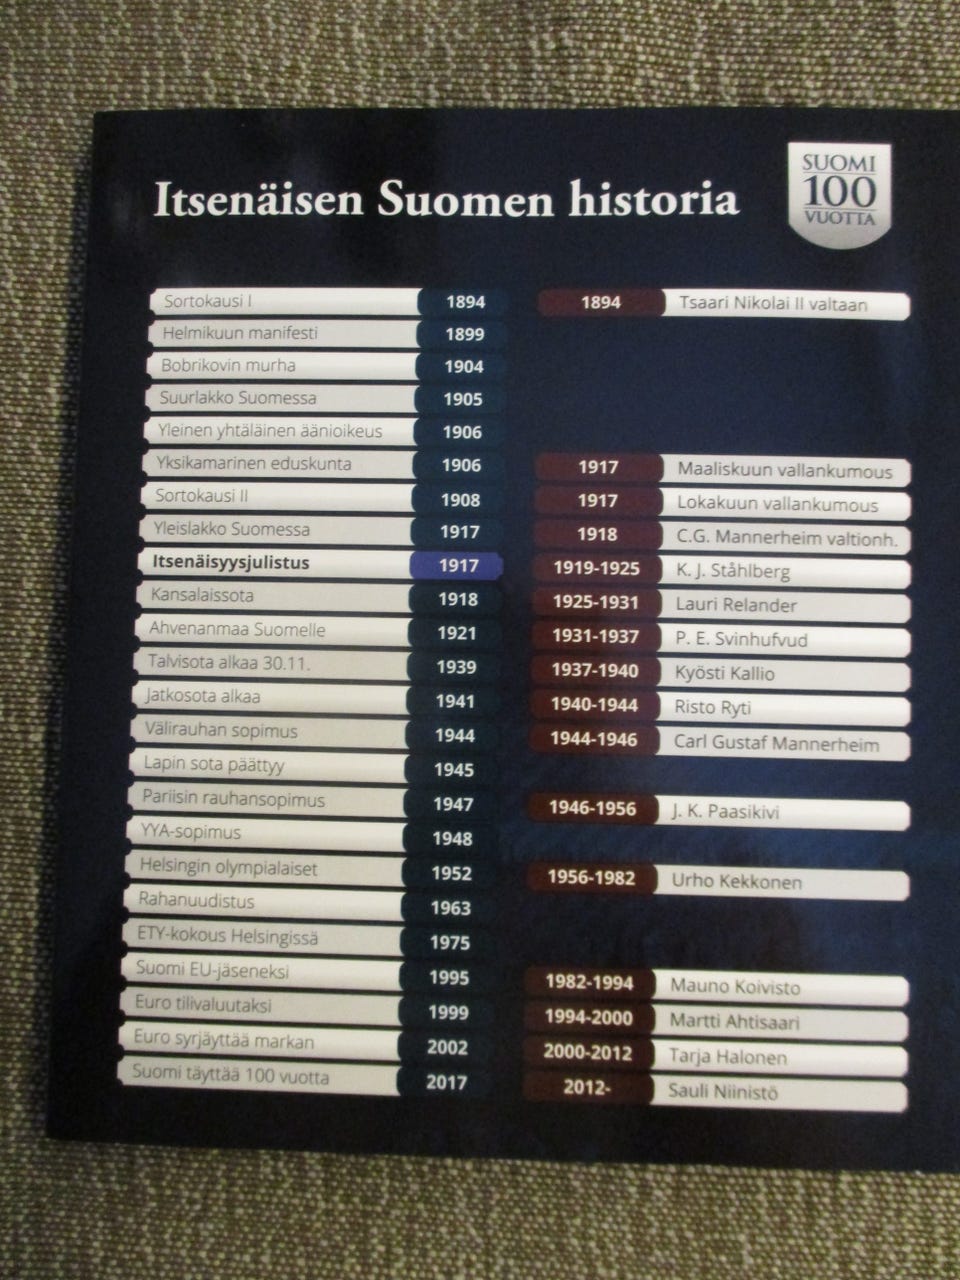 Itsenäisen Suomen historia
SUOMI
100
VUOTTA
Sortokausi I 1894
Helmikuun manifesti 1899
Bobrikovin murha 1904
Suurlakko Suomessa 1905
Yleinen yhtäläinen äänioikeus 1906
Yksikamarinen eduskunta 1906
Sortokausi II 1908
Yleislakko Suomessa 1917
Itsenäisyysjulistus 1917
Kansalaissota 1918
Ahvenanmaa Suomelle 1921
Talvisota alkaa 30.11. 1939
Jatkosota alkaa 1941
Välirauhan sopimus 1944
Lapin sota päättyy 1945
Pariisin rauhansopimus 1947
YYA-sopimus 1948
Helsingin olympialaiset 1952
Rahanuudistus 1963
ETY-kokous Helsingissä 1975
Suomi EU-jäseneksi 1995
Euro tilivaluutaksi 1999
Euro syrjäyttää markan 2002
Suomi täyttää 100 vuotta 2017
1894 Tsaari Nikolai II valtaan
1917 Maaliskuun vallankumous
1917 Lokakuun vallankumous
1918 C.G. Mannerheim valtionh.
1919-1925 K. J. Ståhlberg
1925-1931 Lauri Relander
1931-1937 P. E. Svinhufvud
1937-1940 Kyösti Kallio
1940-1944 Risto Ryti
1944-1946 Carl Gustaf Mannerheim
1946-1956 J. K. Paasikivi
1956-1982 Urho Kekkonen
1982-1994 Mauno Koivisto
1994-2000 Martti Ahtisaari
2000-2012 Tarja Halonen
2012- Sauli Niinistö